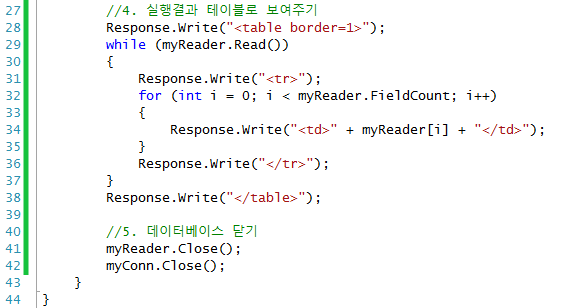 27 //4. 실행결과 테이블로 보여주기
28 Response.Write("<table border=1>");
29 while (myReader.Read())
30 {
31 Response.Write("<tr>");
32 for (int i = 0; i < myReader.FieldCount; i++)
33 {
34 Response.Write("<td>" + myReader[i] + "</td>");
35 }
36 Response.Write("</tr>");
37 }
38 Response.Write("</table>");
39
40 //5. 데이터베이스 닫기
41 myReader.Close();
42 myConn.Close();
43 }
44 }